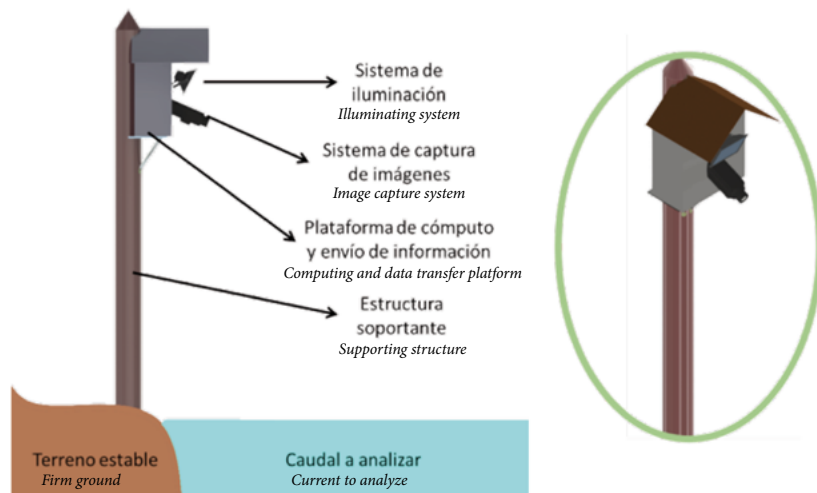 Sistema de
iluminación
Illuminating system
Sistema de captura
de imágenes
Image capture system
Plataforma de cómputo
y envío de información
Computing and data transfer platform
Estructura
soportante
Supporting structure
Terreno estable
Firm ground
Caudal a analizar
Current to analyze